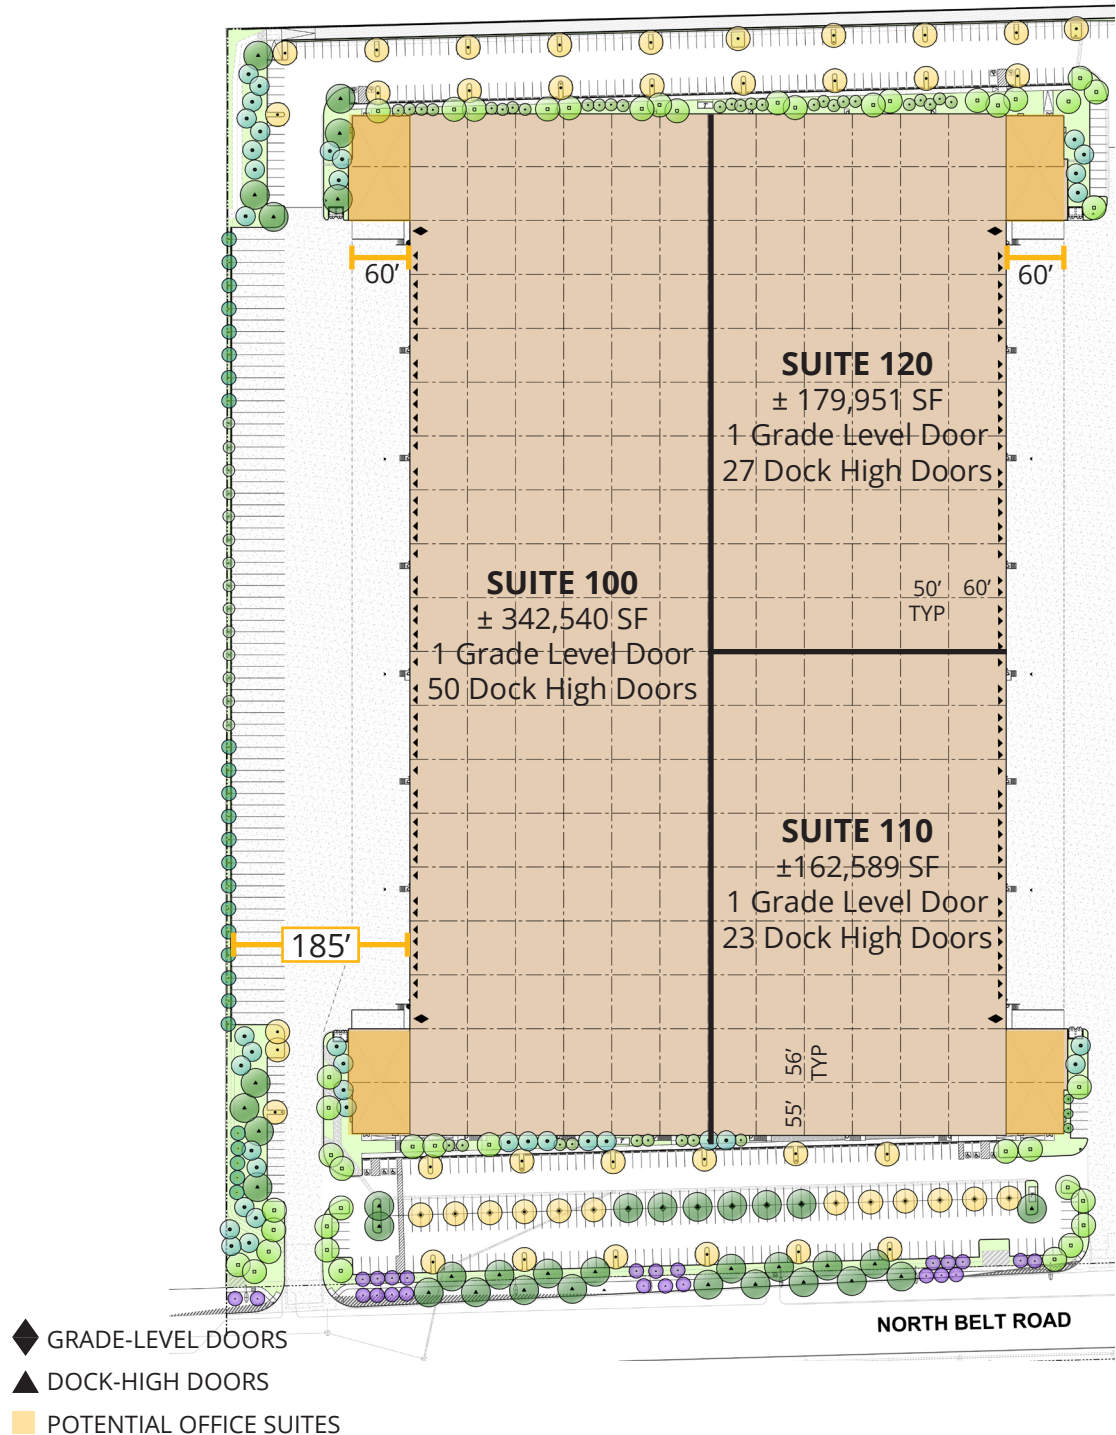 60’
60’
SUITE 120
± 179,951 SF
1 Grade Level Door
27 Dock High Doors
SUITE 100
± 342,540 SF
1 Grade Level Door
50 Dock High Doors
50’ 60’
TYP
SUITE 110
±162,589 SF
1 Grade Level Door
23 Dock High Doors
185’
55’ 56’
TYP
NORTH BELT ROAD
GRADE-LEVEL DOORS
DOCK-HIGH DOORS
POTENTIAL OFFICE SUITES